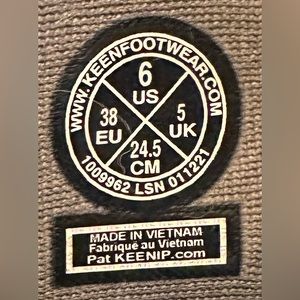 WWW.KEENFOOTWEAR.COM
6
US
38
EU
5
UK
24.5
CM
1009962 LSN 011221
MADE IN VIETNAM
Fabriqué au Vietnam
Pat KEENIP.com